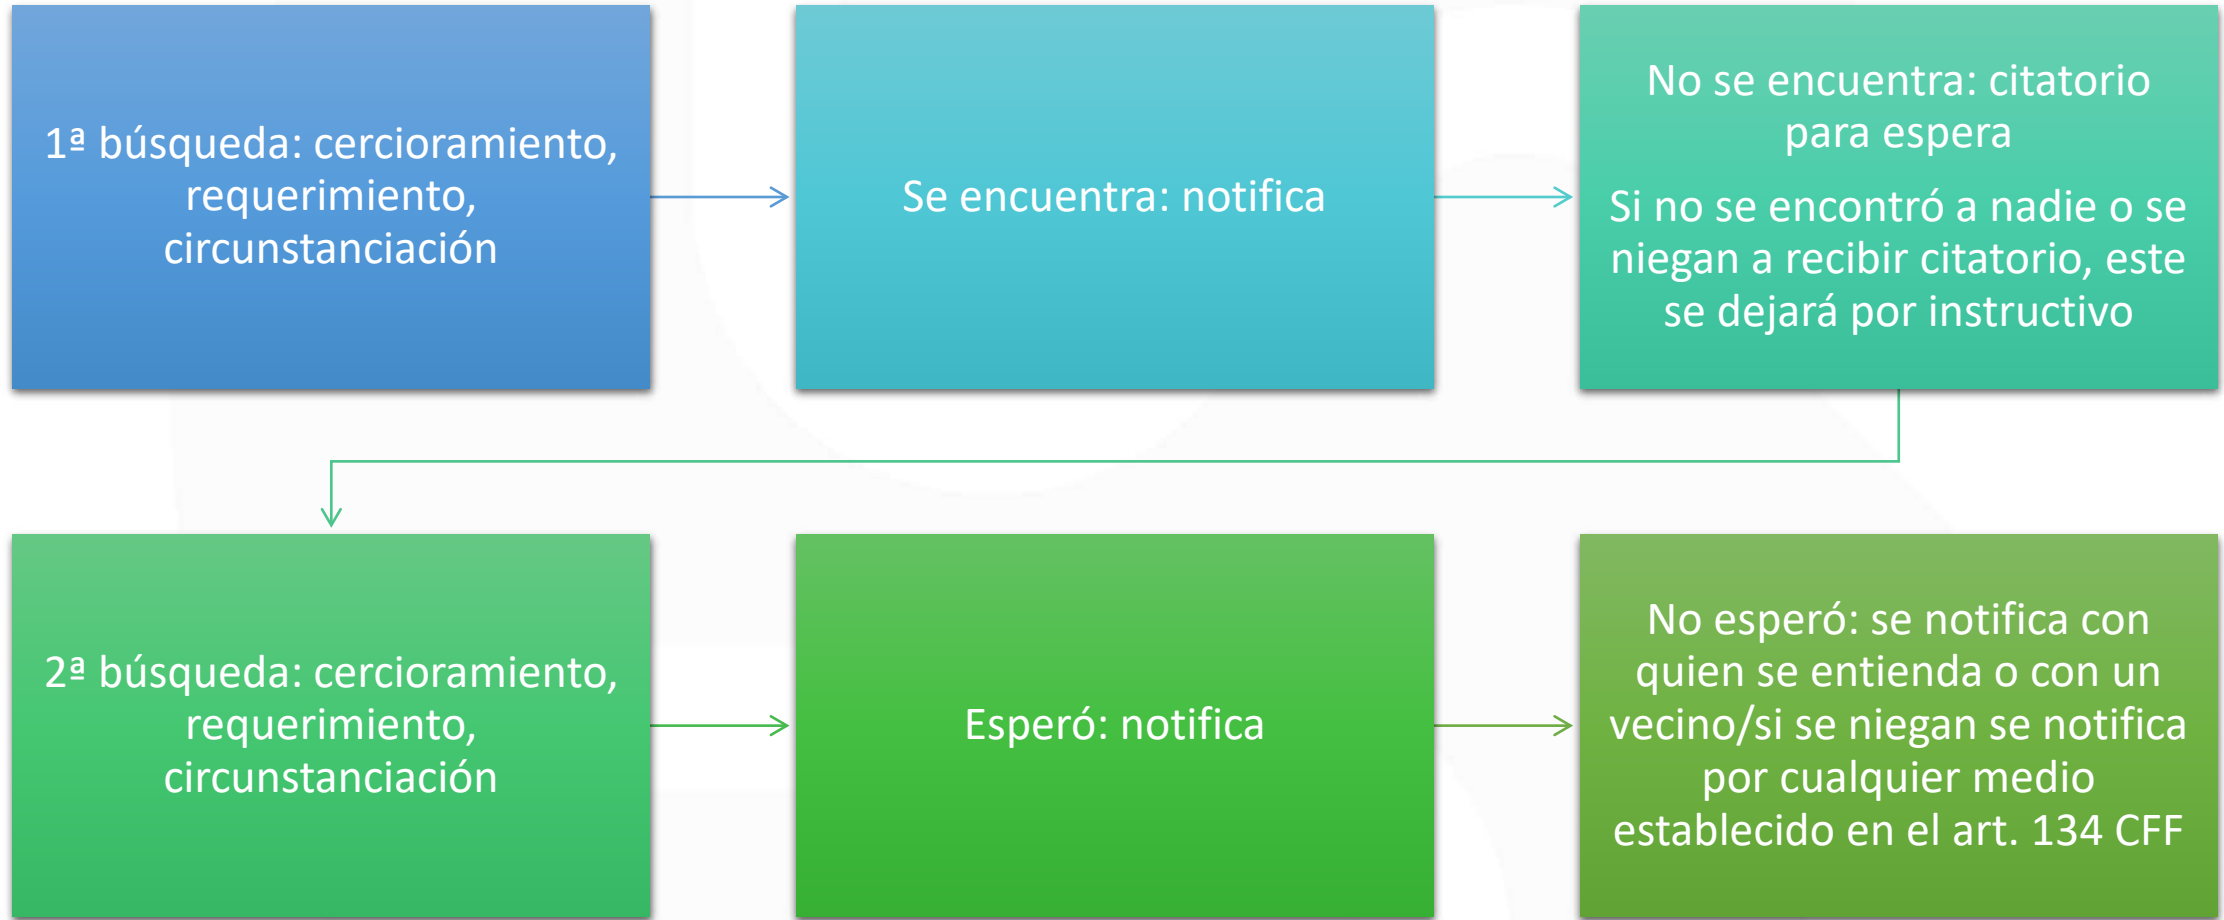 1ª búsqueda: cercioramiento,
requerimiento,
circunstanciación
Se encuentra: notifica
No se encuentra: citatorio
para espera
Si no se encontró a nadie o se
niegan a recibir citatorio, este
se dejará por instructivo
2ª búsqueda: cercioramiento,
requerimiento,
circunstanciación
Esperó: notifica
No esperó: se notifica con
quien se entienda o con un
vecino/si se niegan se notifica
por cualquier medio
establecido en el art. 134 CFF